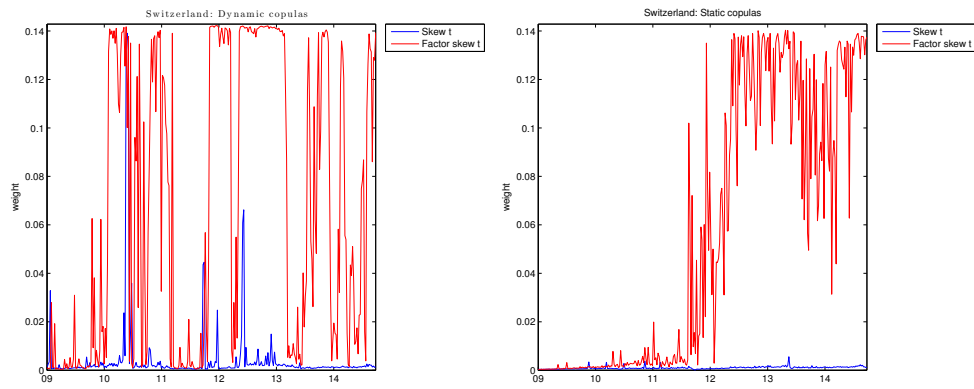 Switzerland: Dynamic copulas
0.14
0.12
0.1
0.08
0.06
0.04
0.02
0
weight
09 10 11 12 13 14
Skew t
Factor skew t
Switzerland: Static copulas
0.14
0.12
0.1
0.08
0.06
0.04
0.02
0
weight
09 10 11 12 13 14
Skew t
Factor skew t